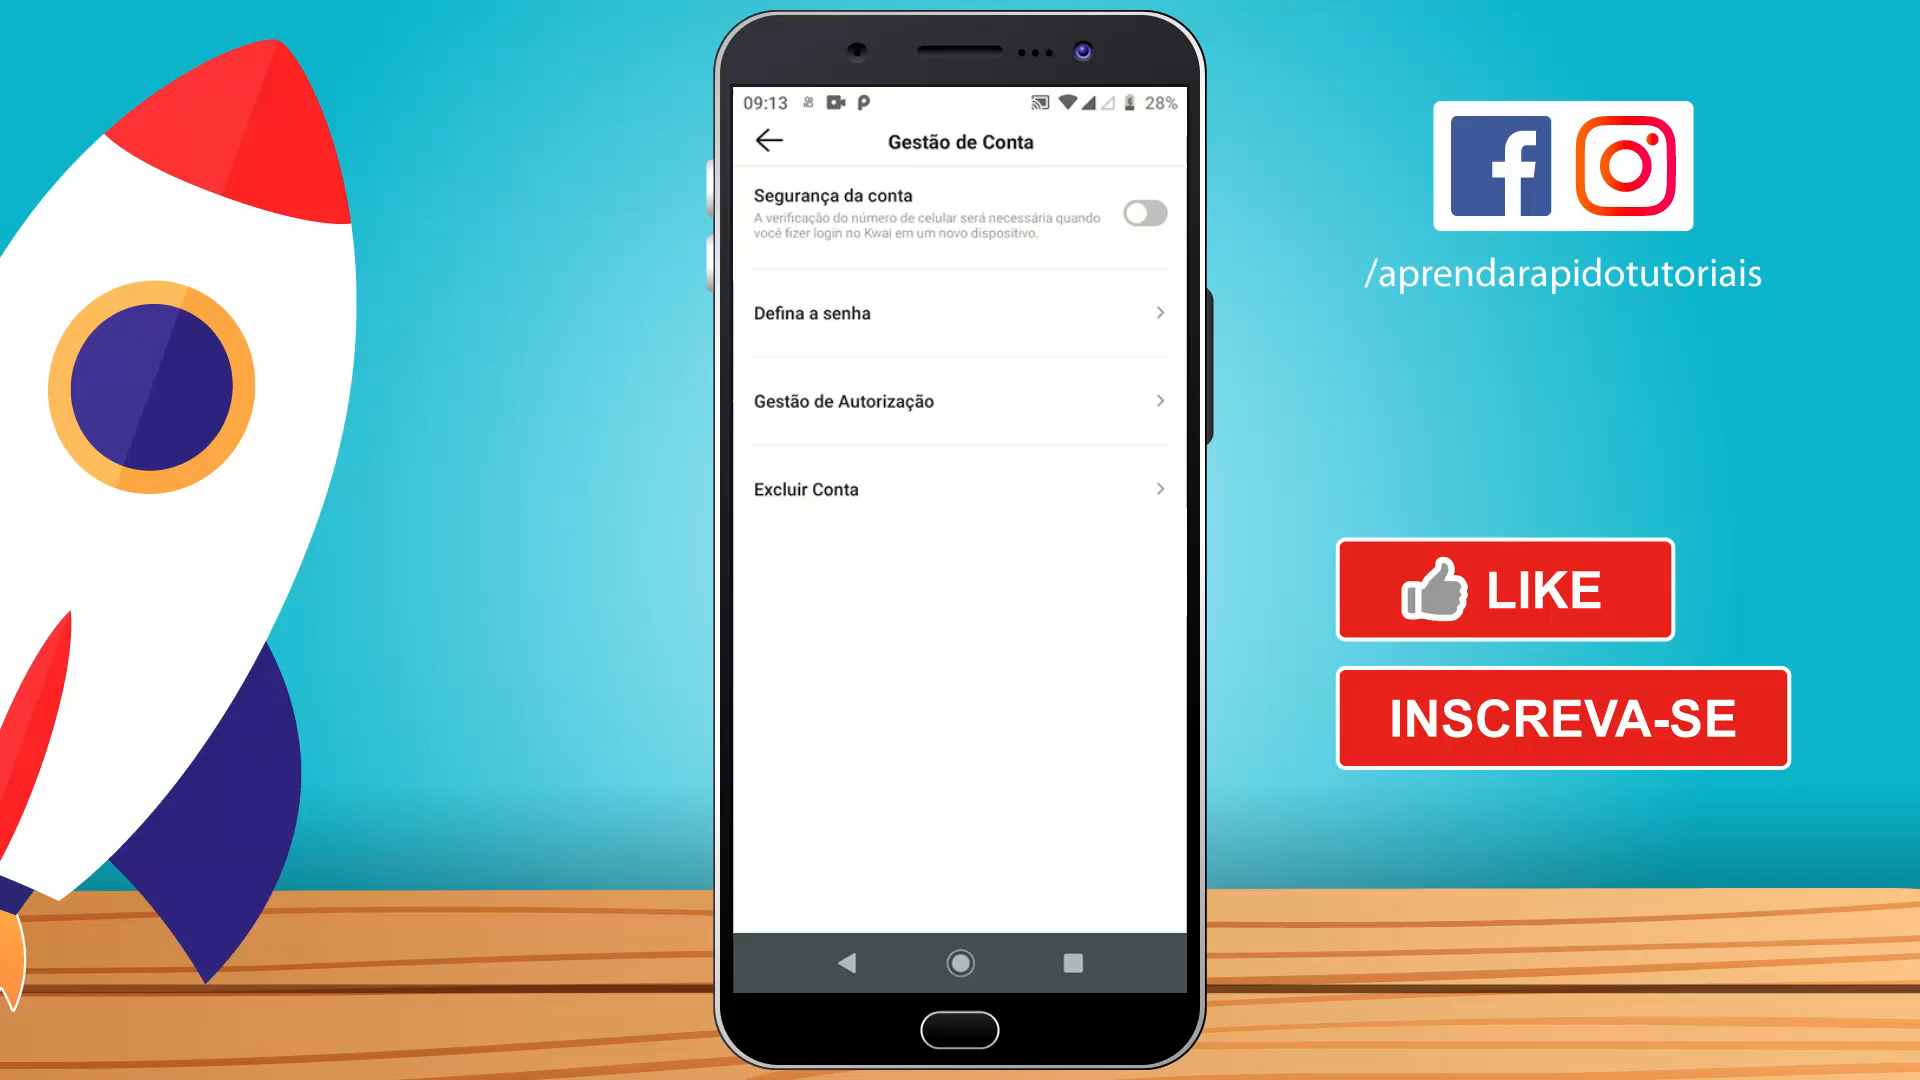 09:13
28%
Gestão de Conta
Segurança da conta
A verificação do número de celular será necessária quando
você fizer login no Kwai em um novo dispositivo.
Defina a senha
Gestão de Autorização
Excluir Conta
/aprendarapidotutoriais
LIKE
INSCREVA-SE